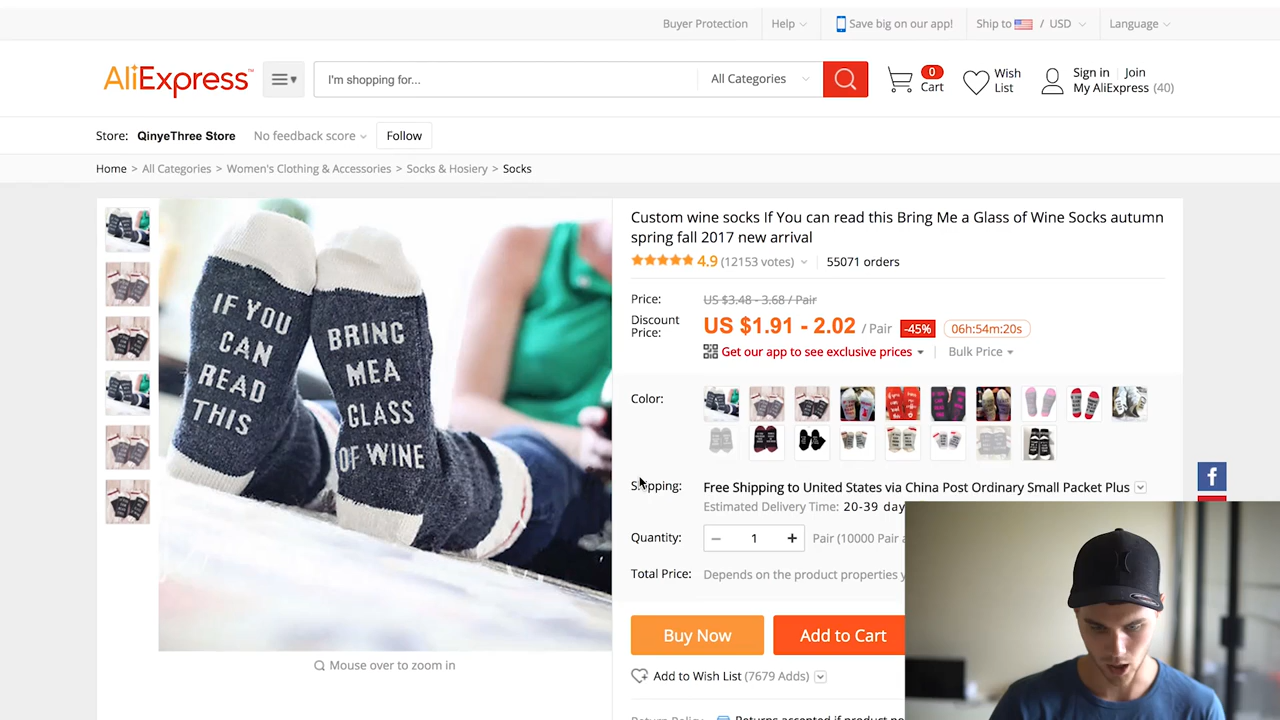 Buyer Protection
Help
Save big on our app!
Ship to / USD
Language
AliExpress™
I'm shopping for...
All Categories
0
Cart
Wish
List
Sign in | Join
My AliExpress (40)
Store: QinyeThree Store No feedback score Follow
Home > All Categories > Women's Clothing & Accessories > Socks & Hosiery > Socks
IF YOU
CAN
READ
THIS
BRING
ME A
GLASS
OF WINE
Mouse over to zoom in
Custom wine socks If You can read this Bring Me a Glass of Wine Socks autumn
spring fall 2017 new arrival
4.9 (12153 votes) 55071 orders
Price: US $3.48 - 3.68 / Pair
Discount
Price:
US $1.91 - 2.02 / Pair -45% 06h:54m:20s
Get our app to see exclusive prices Bulk Price
Color:
Shipping: Free Shipping to United States via China Post Ordinary Small Packet Plus
Estimated Delivery Time: 20-39
Quantity: − 1 + Pair (10000 Pair
Total Price: Depends on the product properties
Buy Now
Add to Cart
Add to Wish List (7679 Adds)
Return Policy Returns accepted if product
f